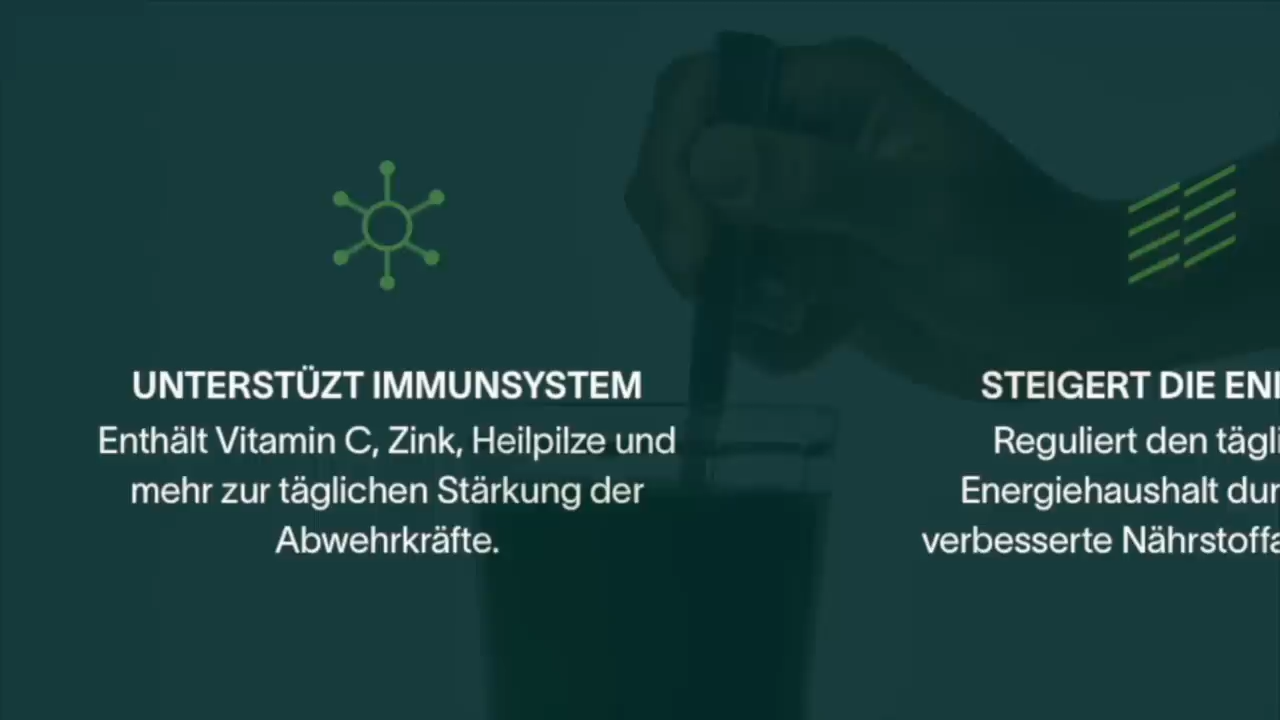 UNTERSTÜZT IMMUNSYSTEM
Enthält Vitamin C, Zink, Heilpilze und
mehr zur täglichen Stärkung der
Abwehrkräfte.
STEIGERT DIE
Reguliert den
Energiehaushalt
verbesserte